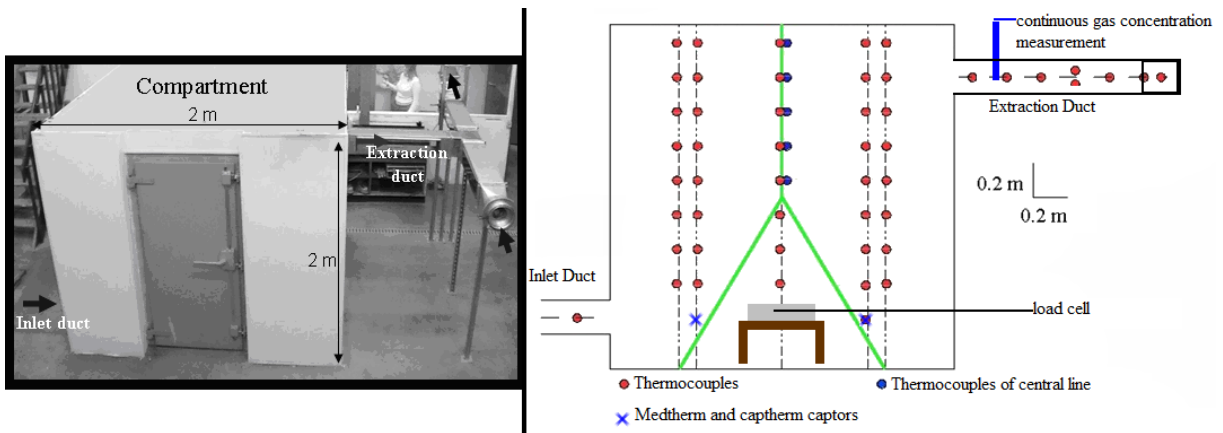 Compartment
2 m
Extraction
duct
2 m
Inlet duct
continuous gas concentration
measurement
Extraction Duct
0.2 m
0.2 m
Inlet Duct
load cell
Thermocouples
Thermocouples of central line
Medtherm and captherm captors